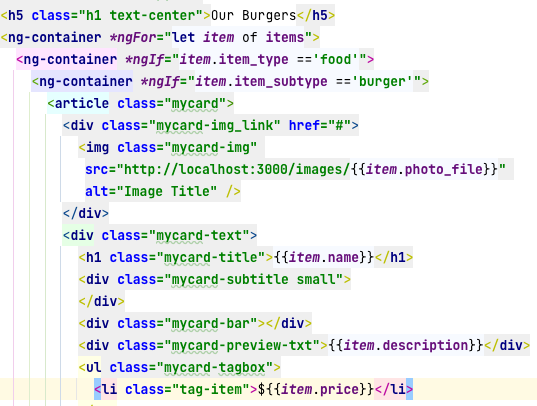 <h5 class="h1 text-center">Our Burgers</h5>
<ng-container *ngFor="let item of items">
<ng-container *ngIf="item.item_type =='food'">
<ng-container *ngIf="item.item_subtype =='burger'">
<article class="mycard">
<div class="mycard-img_link" href="#">
<img class="mycard-img"
src="http://localhost:3000/images/{{item.photo_file}}"
alt="Image Title" />
</div>
<div class="mycard-text">
<h1 class="mycard-title">{{item.name}}</h1>
<div class="mycard-subtitle small">
</div>
<div class="mycard-bar"></div>
<div class="mycard-preview-txt">{{item.description}}</div>
<ul class="mycard-tagbox">
<li class="tag-item">${{item.price}}</li>